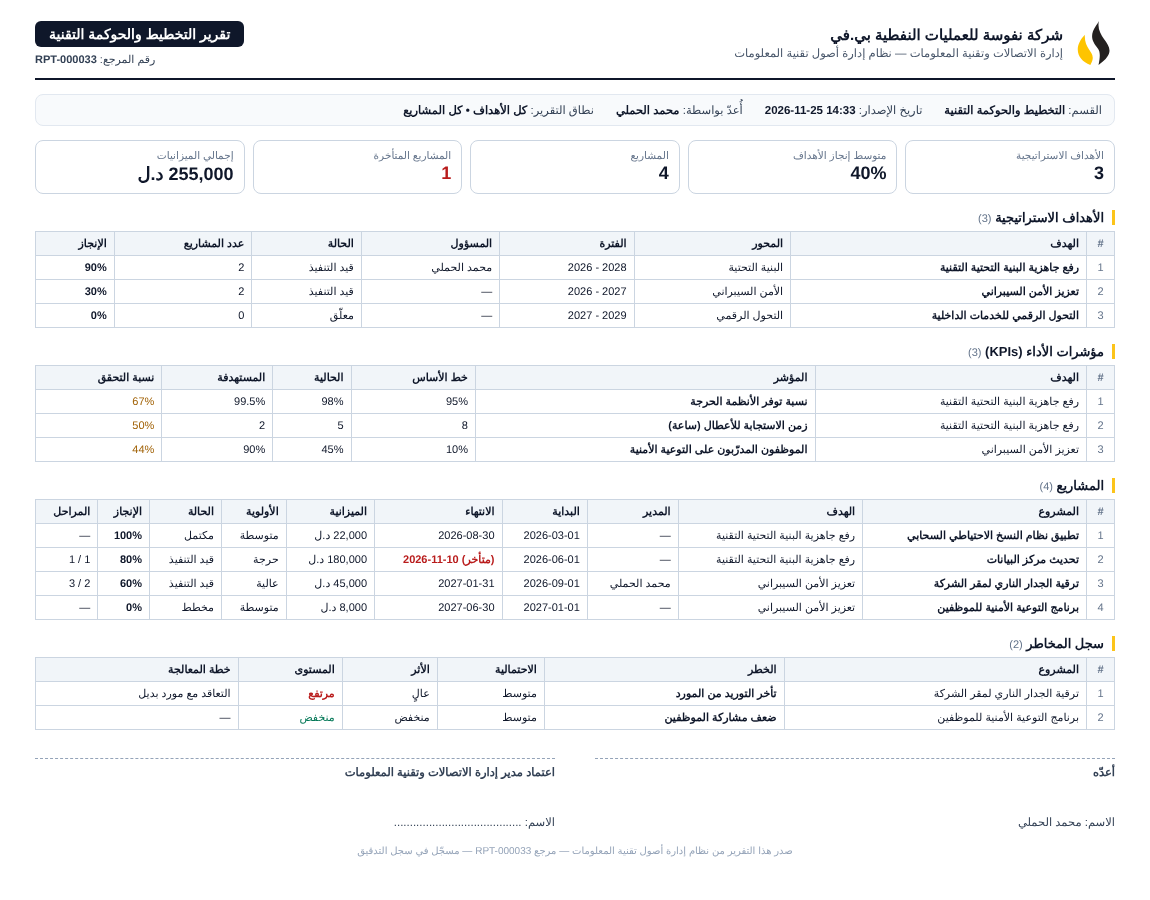 شركة نفوسة للعمليات النفطية بي.في
إدارة الاتصالات وتقنية المعلومات — نظام إدارة أصول تقنية المعلومات
تقرير التخطيط والحوكمة التقنية
رقم المرجع: RPT-000033
القسم: التخطيط والحوكمة التقنية تاريخ الإصدار: 2026-11-25 14:33 أُعدّ بواسطة: محمد الحملي نطاق التقرير: كل الأهداف • كل المشاريع
الأهداف الاستراتيجية
3
متوسط إنجاز الأهداف
40%
المشاريع
4
المشاريع المتأخرة
1
إجمالي الميزانيات
255,000 د.ل
الأهداف الاستراتيجية (3)
# الهدف المحور الفترة المسؤول الحالة عدد المشاريع الإنجاز
1 رفع جاهزية البنية التحتية التقنية البنية التحتية 2026 - 2028 محمد الحملي قيد التنفيذ 2 90%
2 تعزيز الأمن السيبراني الأمن السيبراني 2026 - 2027 — قيد التنفيذ 2 30%
3 التحول الرقمي للخدمات الداخلية التحول الرقمي 2027 - 2029 — معلّق 0 0%
مؤشرات الأداء (KPIs) (3)
# الهدف المؤشر خط الأساس الحالية المستهدفة نسبة التحقق
1 رفع جاهزية البنية التحتية التقنية نسبة توفر الأنظمة الحرجة 95% 98% 99.5% 67%
2 رفع جاهزية البنية التحتية التقنية زمن الاستجابة للأعطال (ساعة) 8 5 2 50%
3 تعزيز الأمن السيبراني الموظفون المدرّبون على التوعية الأمنية 10% 45% 90% 44%
المشاريع (4)
# المشروع الهدف المدير البداية الانتهاء الميزانية الأولوية الحالة الإنجاز المراحل
1 تطبيق نظام النسخ الاحتياطي السحابي رفع جاهزية البنية التحتية التقنية — 2026-03-01 2026-08-30 22,000 د.ل متوسطة مكتمل 100% —
2 تحديث مركز البيانات رفع جاهزية البنية التحتية التقنية — 2026-06-01 2026-11-10 (متأخر) 180,000 د.ل حرجة قيد التنفيذ 80% 1 / 1
3 ترقية الجدار الناري لمقر الشركة تعزيز الأمن السيبراني محمد الحملي 2026-09-01 2027-01-31 45,000 د.ل عالية قيد التنفيذ 60% 2 / 3
4 برنامج التوعية الأمنية للموظفين تعزيز الأمن السيبراني — 2027-01-01 2027-06-30 8,000 د.ل متوسطة مخطط 0% —
سجل المخاطر (2)
# المشروع الخطر الاحتمالية الأثر المستوى خطة المعالجة
1 ترقية الجدار الناري لمقر الشركة تأخر التوريد من المورد متوسط عالٍ مرتفع التعاقد مع مورد بديل
2 برنامج التوعية الأمنية للموظفين ضعف مشاركة الموظفين متوسط منخفض منخفض —
أعدّه
الاسم: محمد الحملي
اعتماد مدير إدارة الاتصالات وتقنية المعلومات
الاسم: ........................................
صدر هذا التقرير من نظام إدارة أصول تقنية المعلومات — مرجع RPT-000033 — مسجّل في سجل التدقيق